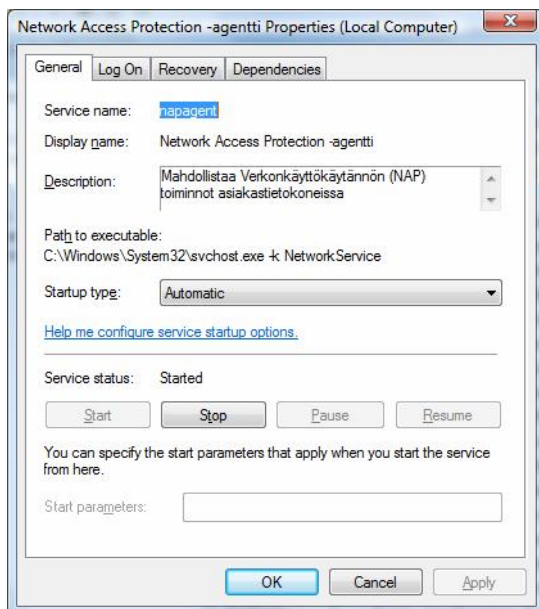 Network Access Protection -agentti Properties (Local Computer)
General Log On Recovery Dependencies
Service name: napagent
Display name: Network Access Protection -agentti
Description: Mahdollistaa Verkonkäyttökäytännön (NAP)
toiminnot asiakastietokoneissa
Path to executable:
C:\Windows\System32\svchost.exe -k NetworkService
Startup type: Automatic
Help me configure service startup options.
Service status: Started
Start Stop Pause Resume
You can specify the start parameters that apply when you start the service
from here.
Start parameters:
OK Cancel Apply